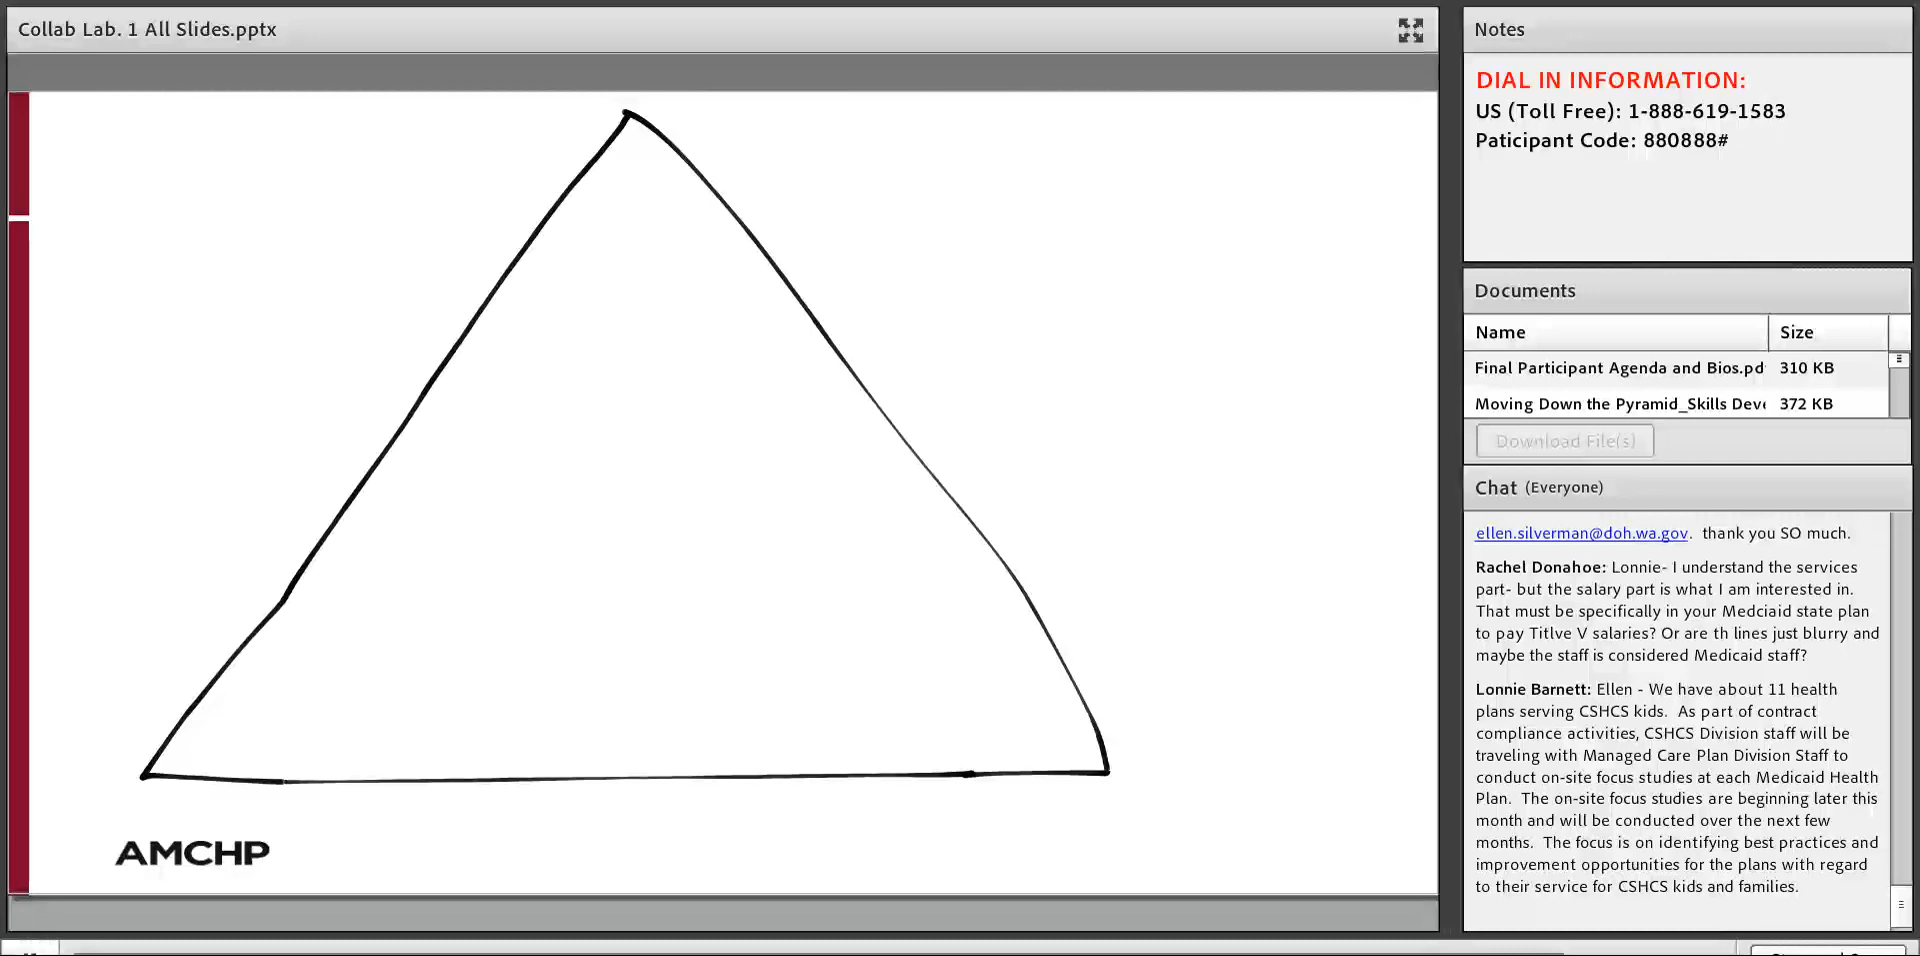 Collab Lab. 1 All Slides.pptx
AMCHP
Notes
DIAL IN INFORMATION:
US (Toll Free): 1-888-619-1583
Paticipant Code: 880888#
Documents
Name Size
Final Participant Agenda and Bios.pd 310 KB
Moving Down the Pyramid_Skills Deve 372 KB
Download File(s)
Chat (Everyone)
ellen.silverman@doh.wa.gov. thank you SO much.
Rachel Donahoe: Lonnie- I understand the services
part- but the salary part is what I am interested in.
That must be specifically in your Medciaid state plan
to pay Titlve V salaries? Or are th lines just blurry and
maybe the staff is considered Medicaid staff?
Lonnie Barnett: Ellen - We have about 11 health
plans serving CSHCS kids. As part of contract
compliance activities, CSHCS Division staff will be
traveling with Managed Care Plan Division Staff to
conduct on-site focus studies at each Medicaid Health
Plan. The on-site focus studies are beginning later this
month and will be conducted over the next few
months. The focus is on identifying best practices and
improvement opportunities for the plans with regard
to their service for CSHCS kids and families.